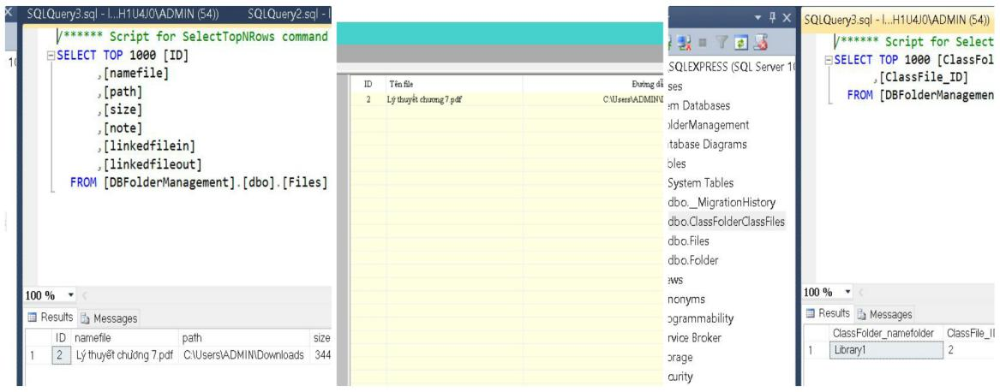 SQLQuery3.sql - I...H1U4J0\ADMIN (54))
SQLQuery2.sql - I
/****** Script for SelectTopNRows command
SELECT TOP 1000 [ID]
,[namefile]
,[path]
,[size]
,[note]
,[linkedfilein]
,[linkedfileout]
FROM [DBFolderManagement].[dbo].[Files]
100 %
Results Messages
ID namefile path size
1 2 Lý thuyết chương 7.pdf C:\Users\ADMIN\Downloads 344
ID Tên file Đường dẫ
2 Lý thuyết chương 7.pdf C:\Users\ADMIN\D
.SQLEXPRESS (SQL Server 10
ses
em Databases
olderManagement
tabase Diagrams
bles
System Tables
dbo.__MigrationHistory
dbo.ClassFolderClassFiles
dbo.Files
dbo.Folder
ews
nonyms
ogrammability
rvice Broker
orage
curity
SQLQuery3.sql - I...H1U4J0\ADMIN (54))
/****** Script for Select
SELECT TOP 1000 [ClassFol
,[ClassFile_ID]
FROM [DBFolderManagemen
100 %
Results Messages
ClassFolder_namefolder ClassFile_II
1 Library1 2